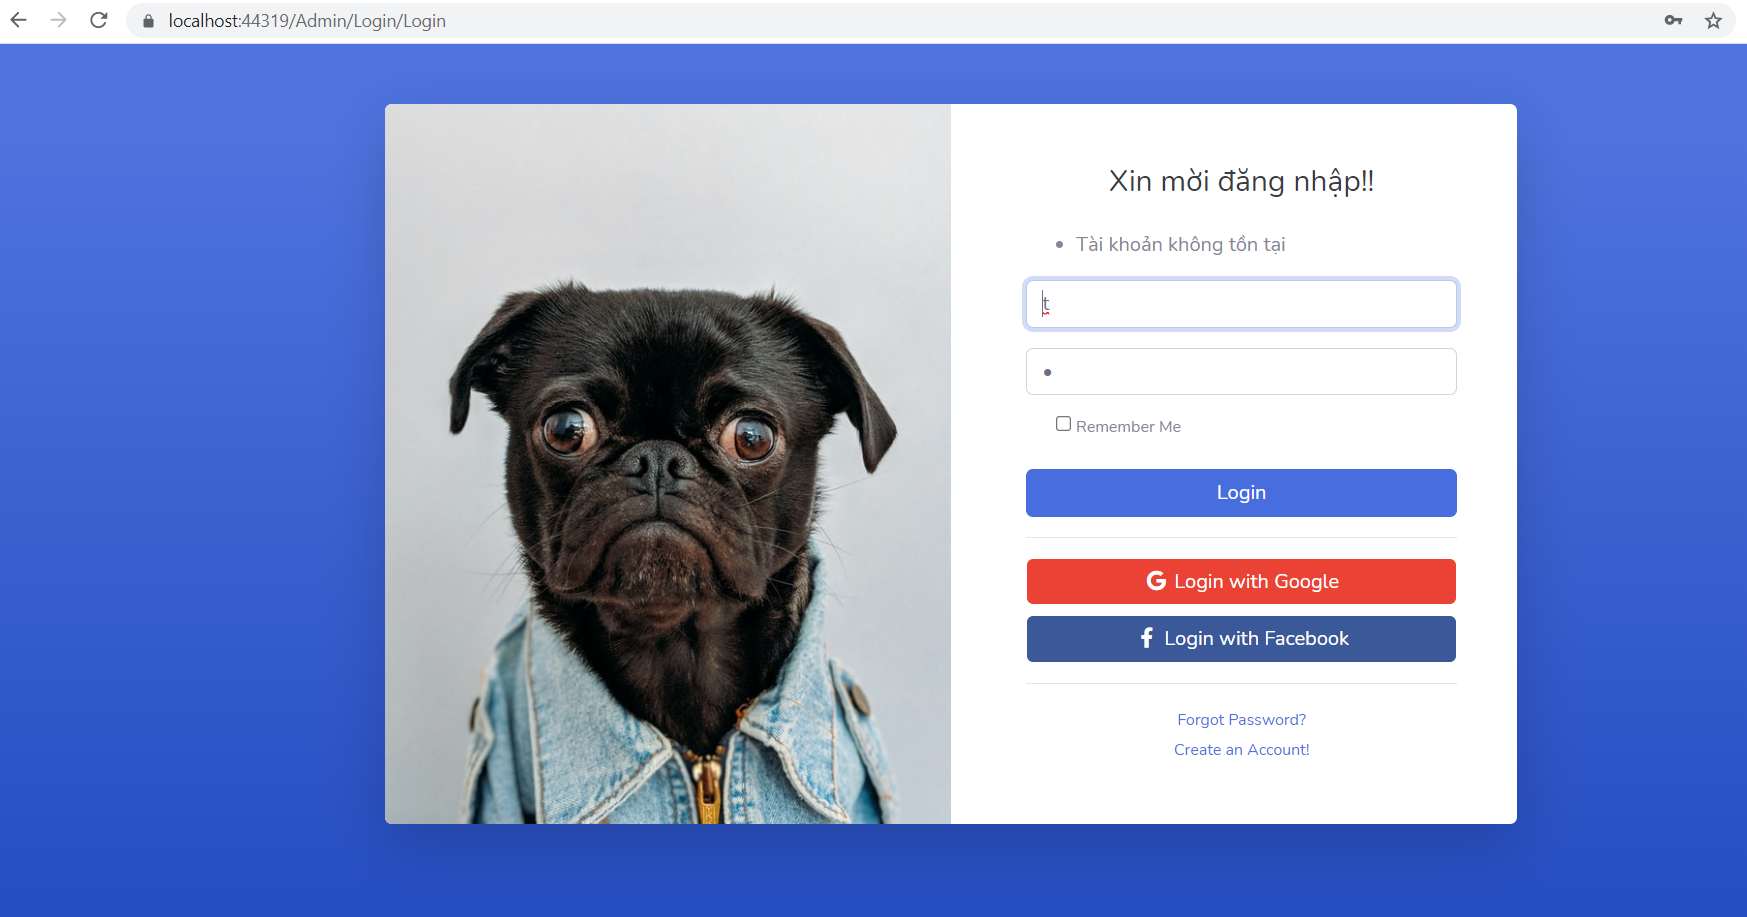 localhost:44319/Admin/Login/Login
Xin mời đăng nhập!!
Tài khoản không tồn tại
t
Remember Me
Login
Login with Google
Login with Facebook
Forgot Password?
Create an Account!